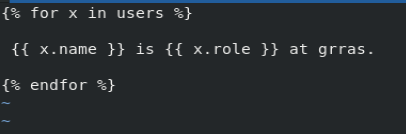 {% for x in users %}
{{ x.name }} is {{ x.role }} at grras.
{% endfor %}
~
~